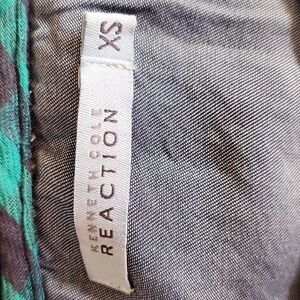 KENNETH COLE
REACTION
XS